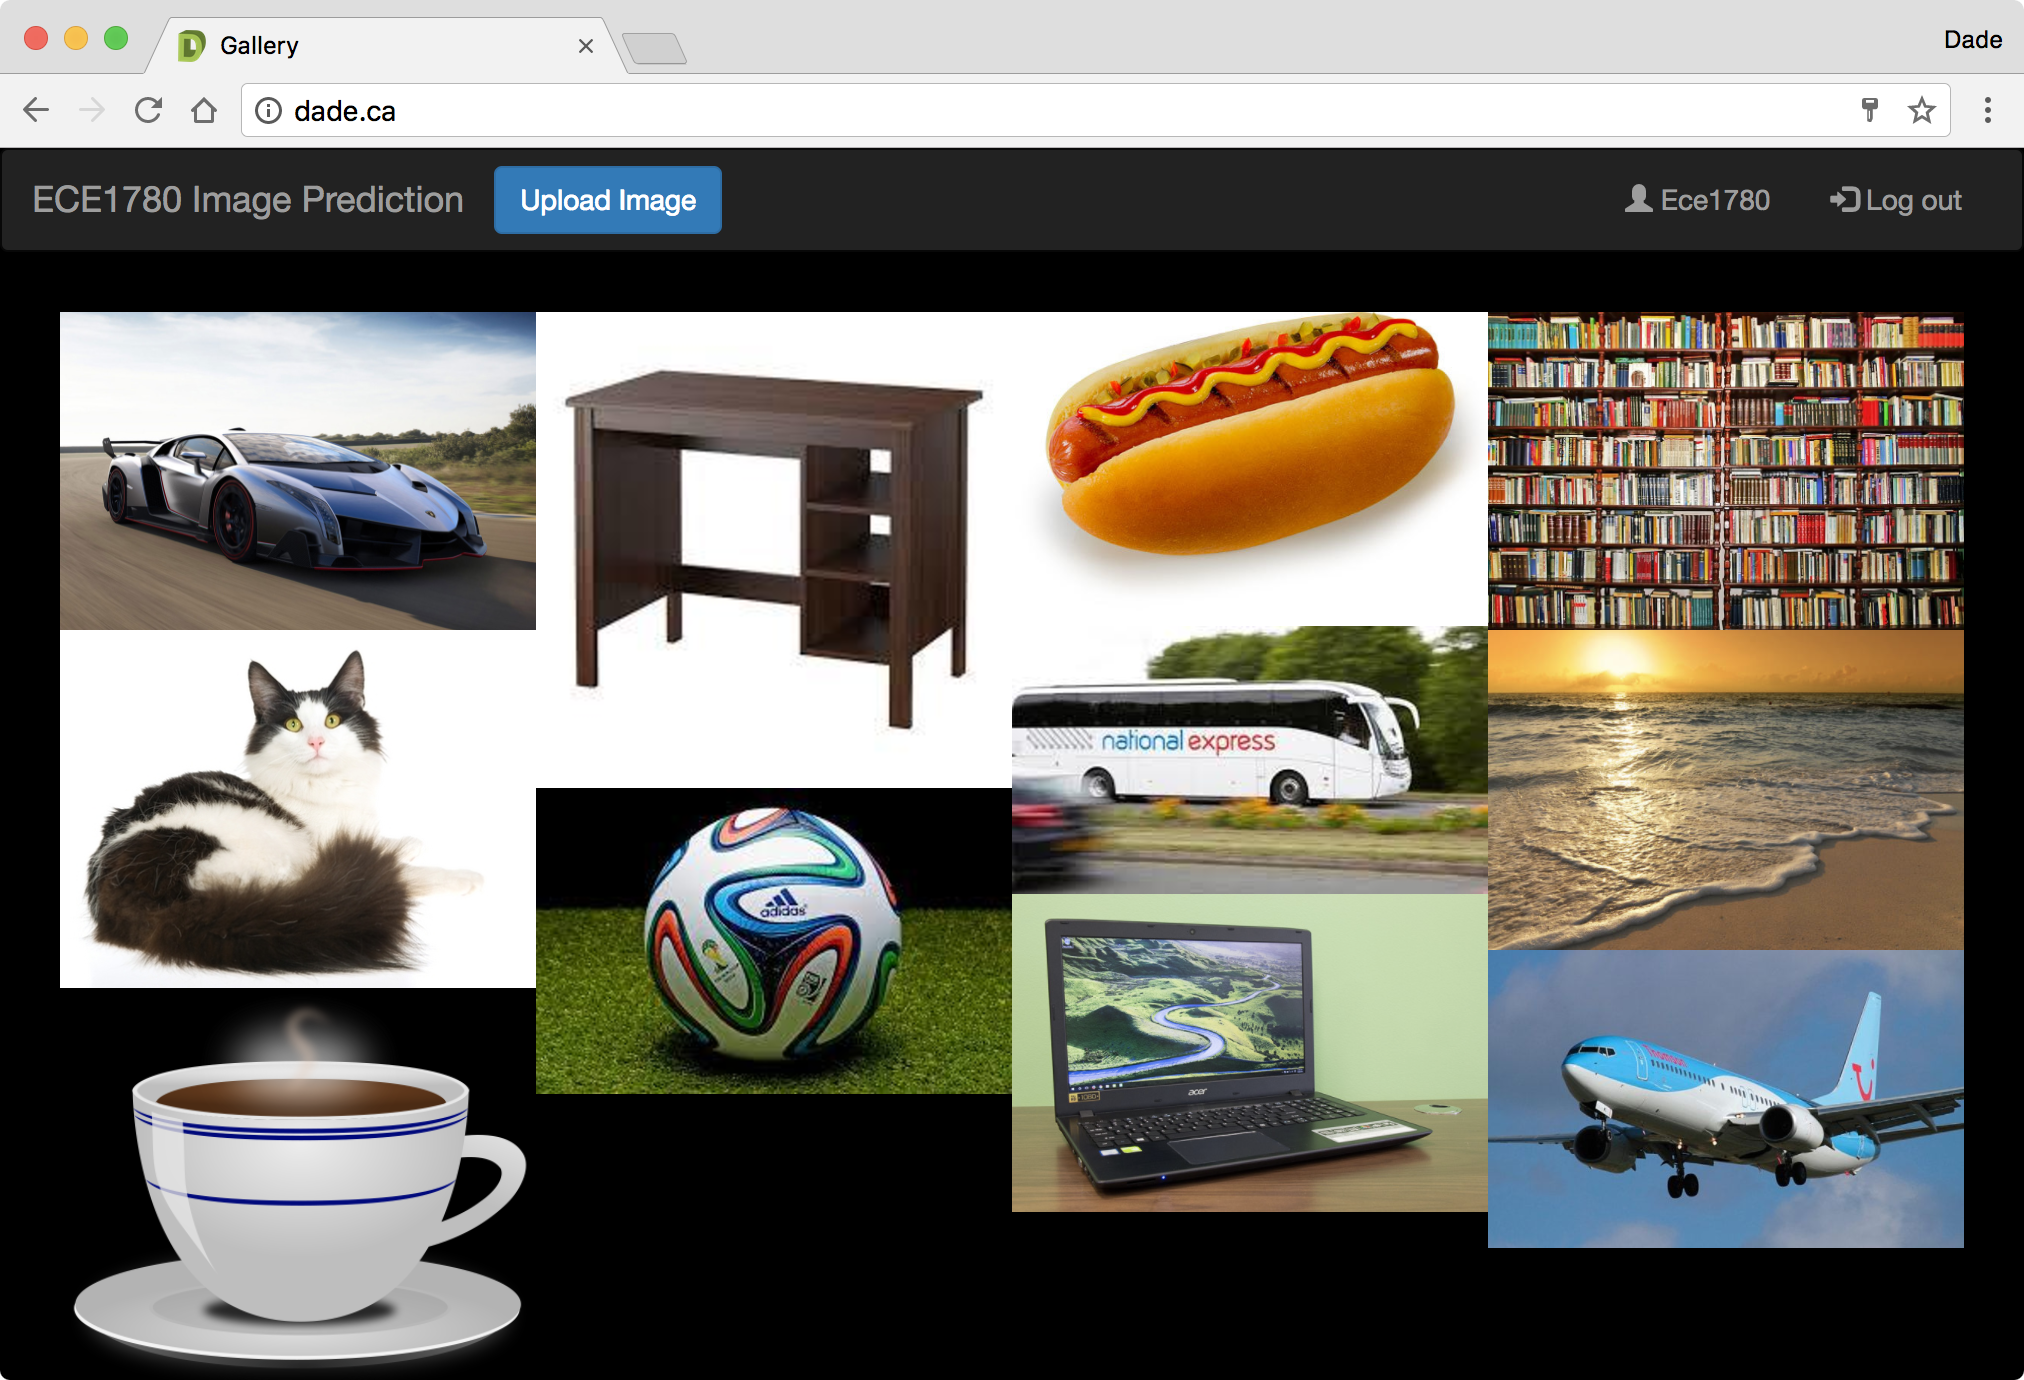 Gallery
Dade
dade.ca
ECE1780 Image Prediction
Upload Image
Ece1780
Log out
national express
adidas
acer